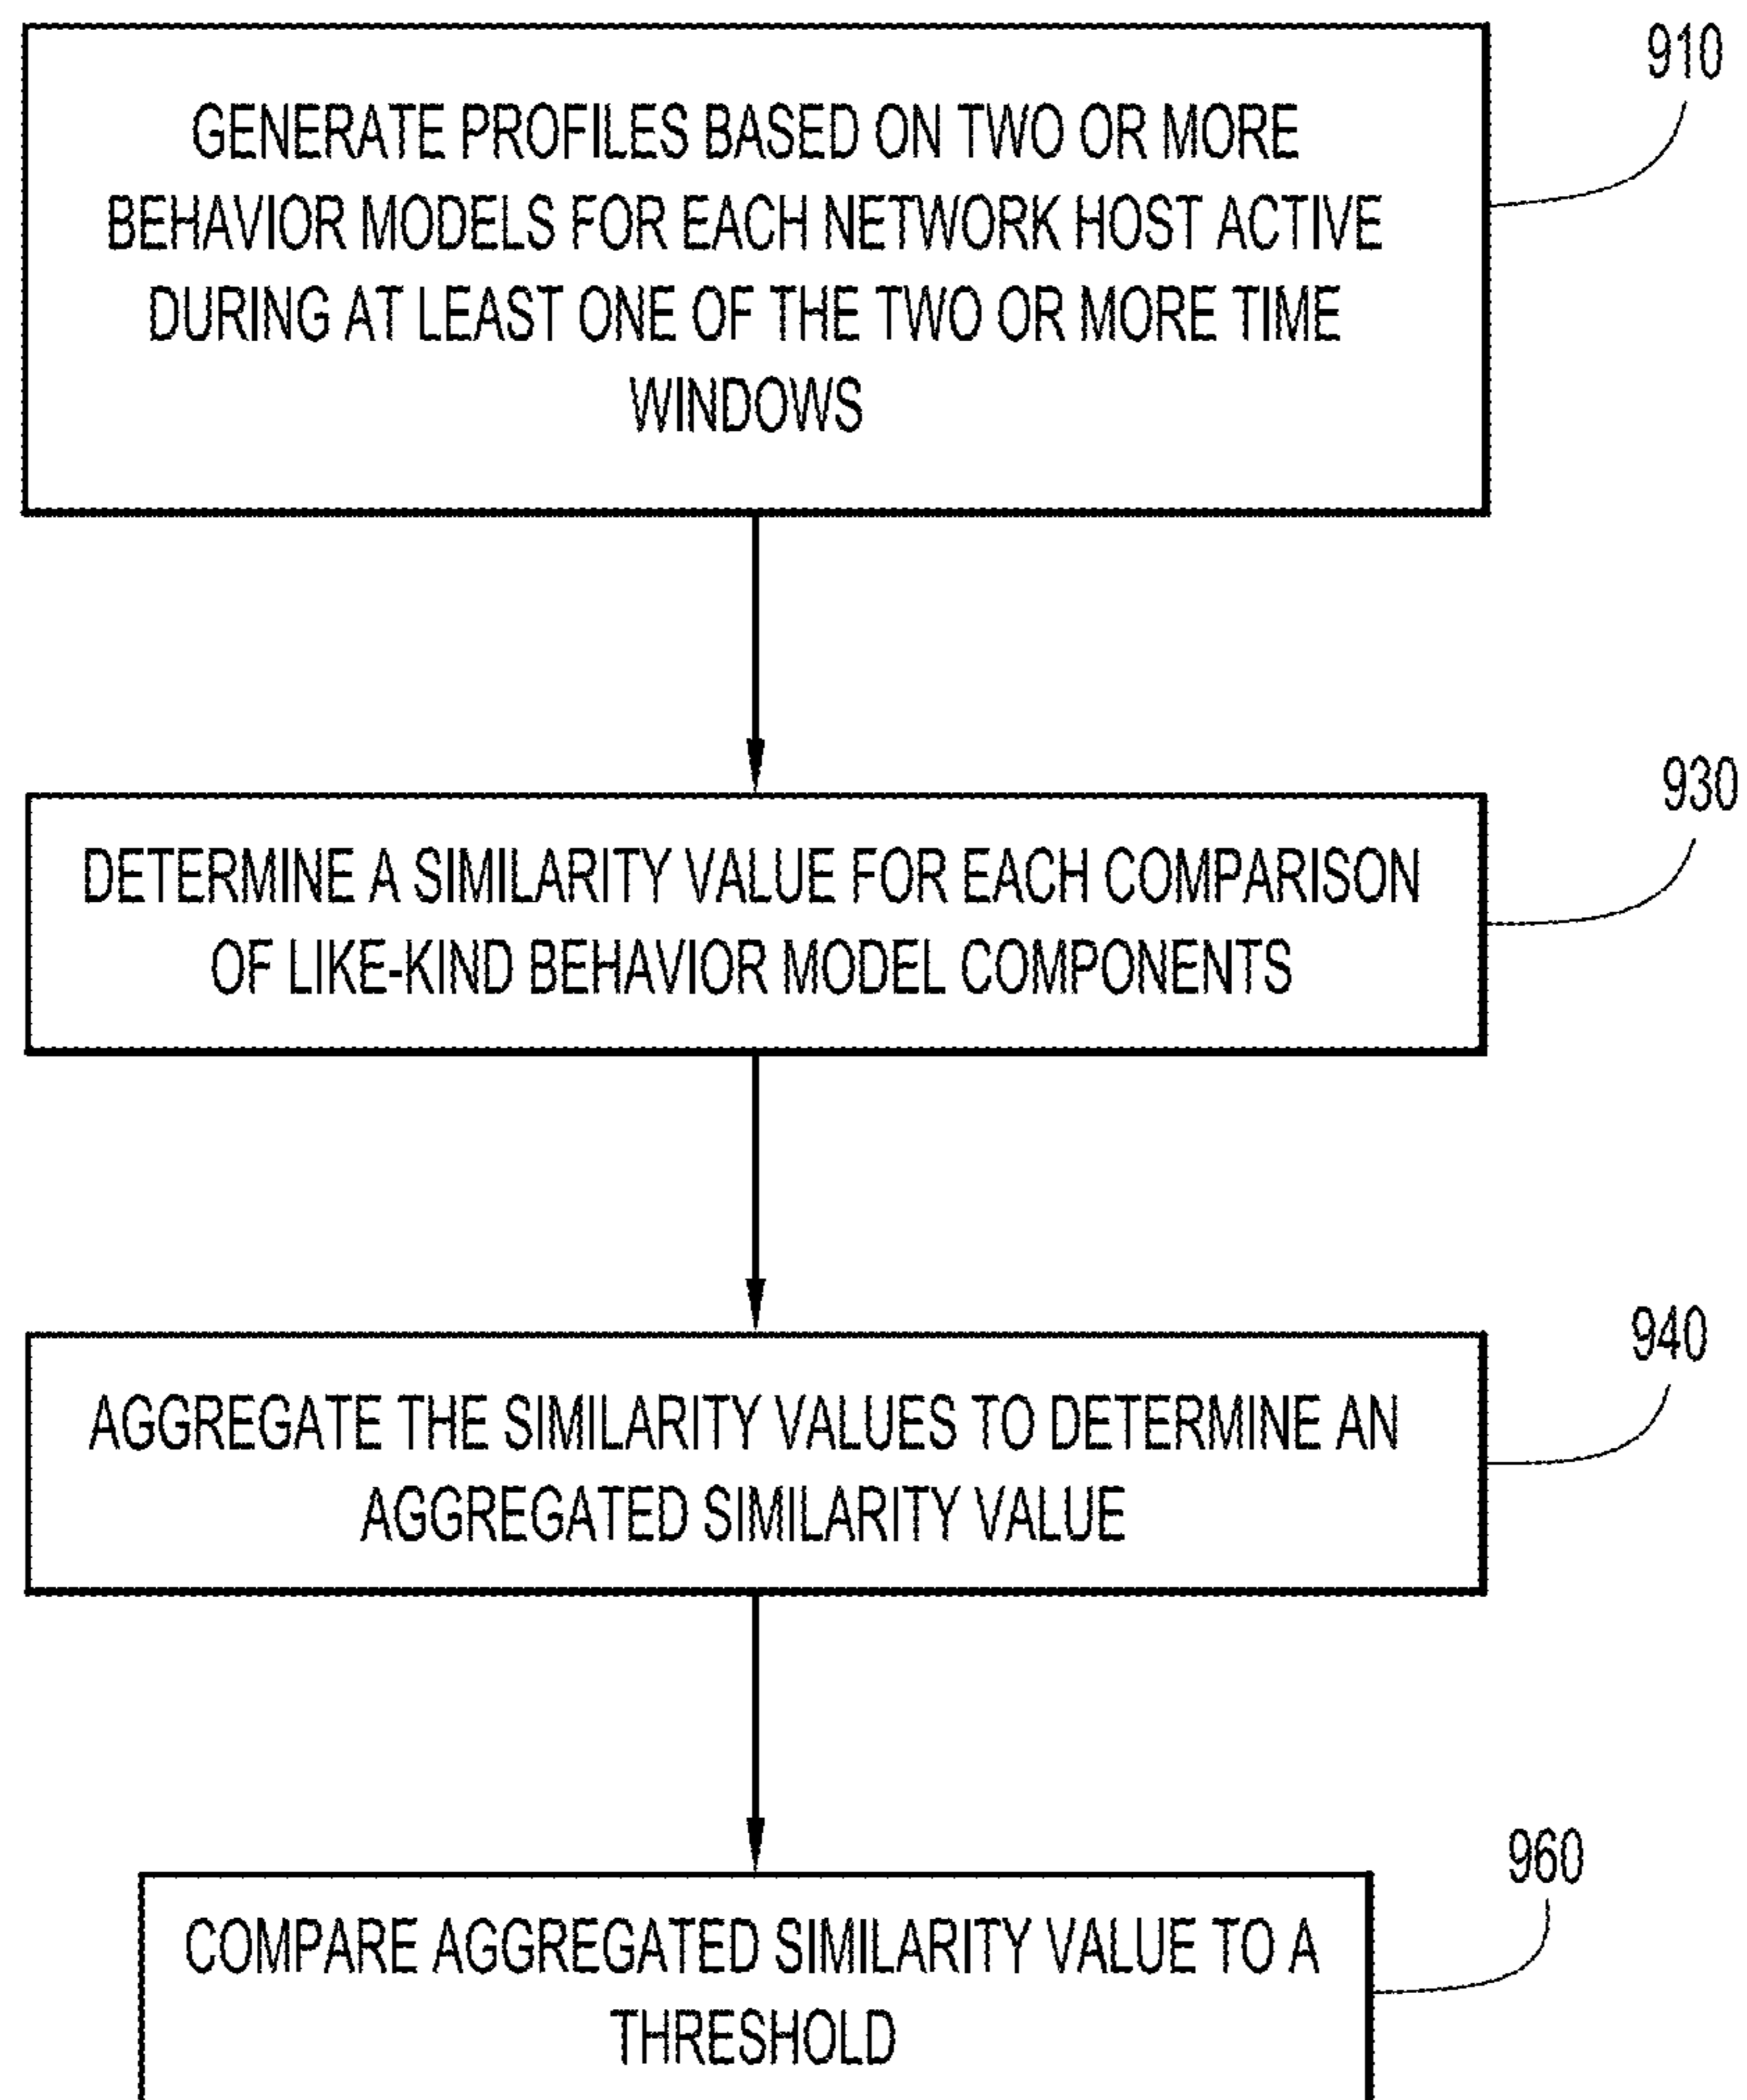 910
GENERATE PROFILES BASED ON TWO OR MORE
BEHAVIOR MODELS FOR EACH NETWORK HOST ACTIVE
DURING AT LEAST ONE OF THE TWO OR MORE TIME
WINDOWS
930
DETERMINE A SIMILARITY VALUE FOR EACH COMPARISON
OF LIKE-KIND BEHAVIOR MODEL COMPONENTS
940
AGGREGATE THE SIMILARITY VALUES TO DETERMINE AN
AGGREGATED SIMILARITY VALUE
960
COMPARE AGGREGATED SIMILARITY VALUE TO A
THRESHOLD